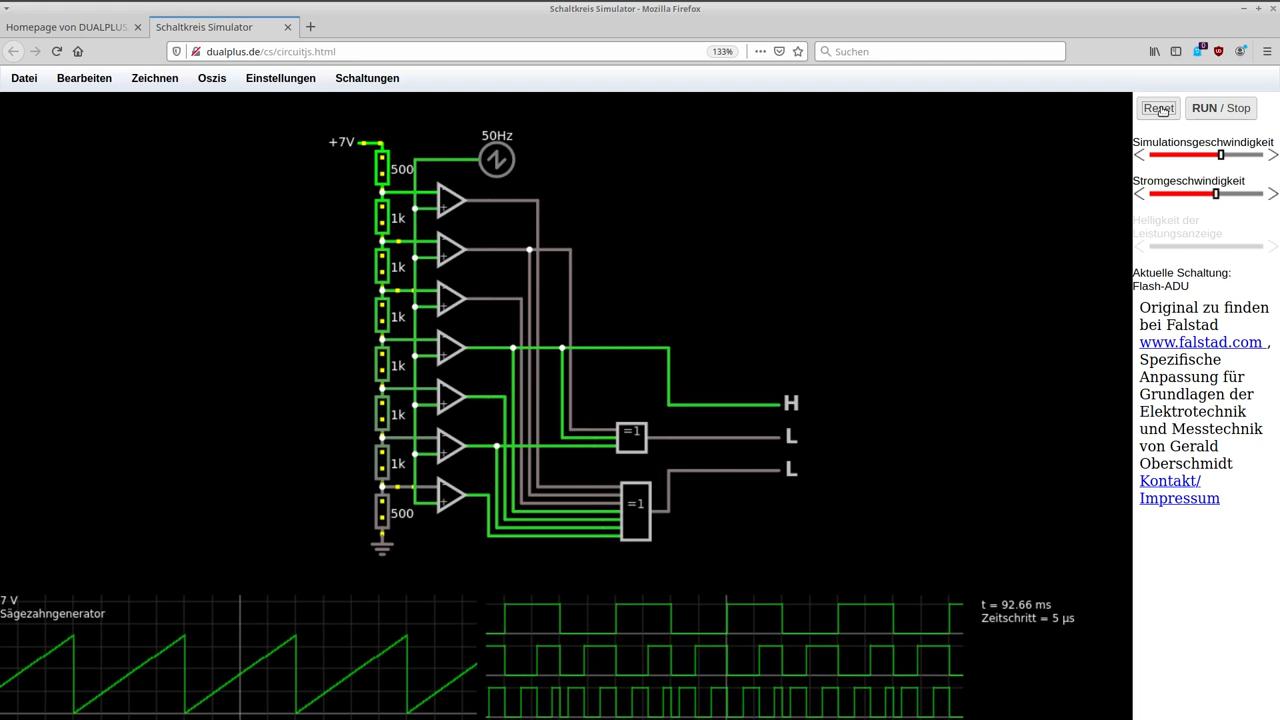 Schaltkreis Simulator - Mozilla Firefox
Homepage von DUALPLUS
Schaltkreis Simulator
dualplus.de/cs/circuitjs.html
133%
Suchen
0
Datei Bearbeiten Zeichnen Oszis Einstellungen Schaltungen
Reset
RUN / Stop
Simulationsgeschwindigkeit
Stromgeschwindigkeit
Helligkeit der
Leistungsanzeige
Aktuelle Schaltung:
Flash-ADU
Original zu finden
bei Falstad
www.falstad.com ,
Spezifische
Anpassung für
Grundlagen der
Elektrotechnik
und Messtechnik
von Gerald
Oberschmidt
Kontakt/
Impressum
+7V
50Hz
500
1k
1k
1k
1k
1k
1k
500
=1
=1
H
L
L
7 V
Sägezahngenerator
t = 92.66 ms
Zeitschritt = 5 µs